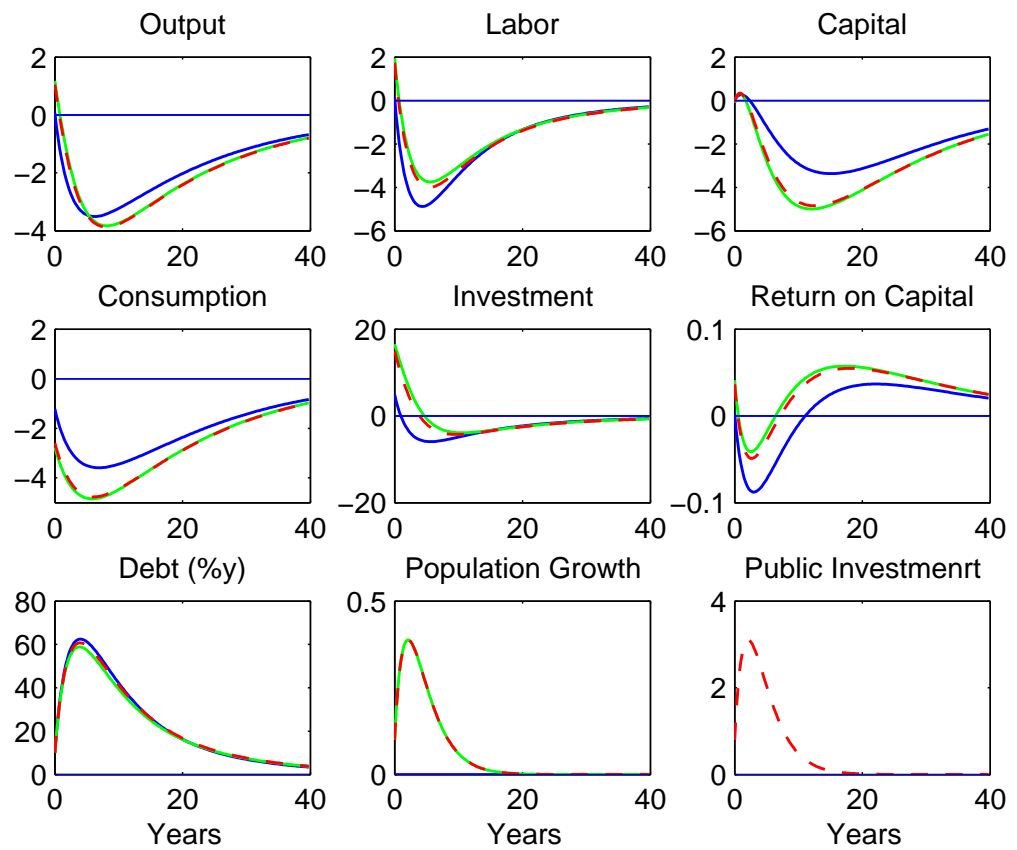 Output Labor Capital
2 2 2
0 0 0
−2 −2 −2
−4 −4 −4
−6 −6
0 20 40 0 20 40 0 20 40
Consumption Investment Return on Capital
2 20 0.1
0 0 0
−2
−4
−20 −0.1
0 20 40 0 20 40 0 20 40
Debt (%y) Population Growth Public Investmenrt
80 0.5 4
60
40 2
20
0 0 0
0 20 40 0 20 40 0 20 40
Years Years Years